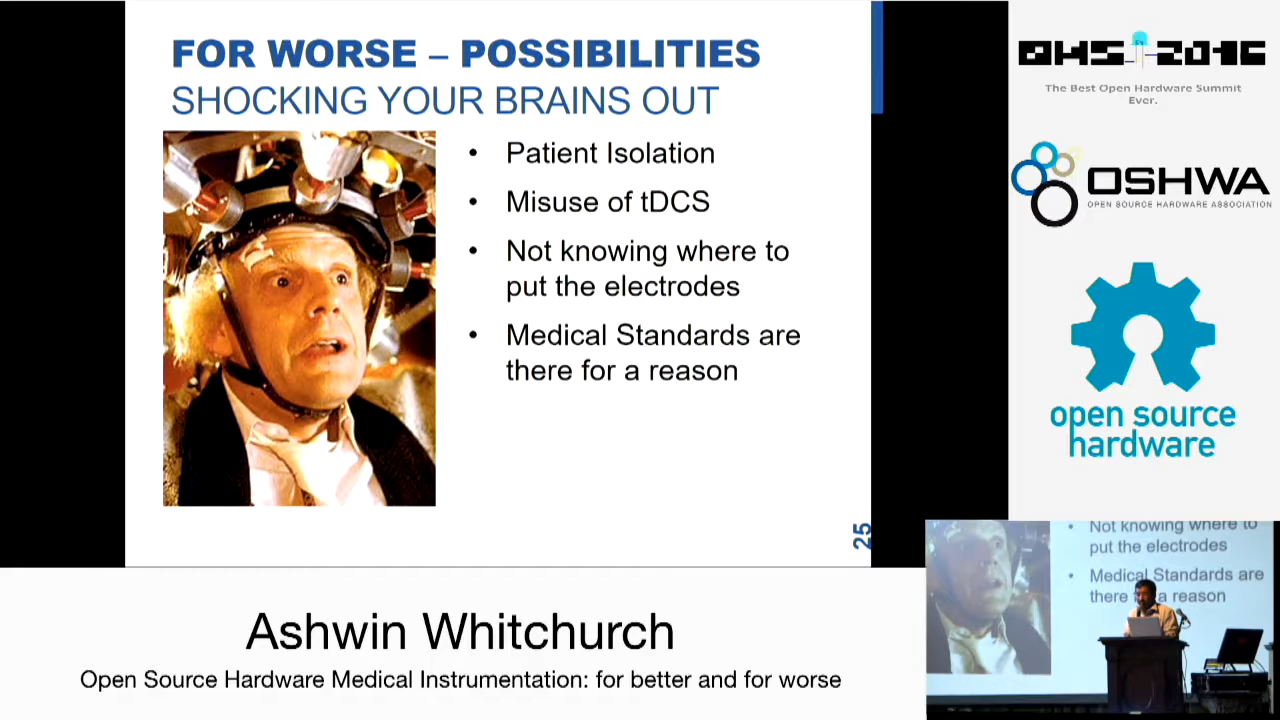 FOR WORSE – POSSIBILITIES
SHOCKING YOUR BRAINS OUT
• Patient Isolation
• Misuse of tDCS
• Not knowing where to
put the electrodes
• Medical Standards are
there for a reason
25
OHS 2016
The Best Open Hardware Summit
Ever.
OSHWA
OPEN SOURCE HARDWARE ASSOCIATION
open source
hardware
• Not knowing where to
put the electrodes
• Medical Standards are
there for a reason
Ashwin Whitchurch
Open Source Hardware Medical Instrumentation: for better and for worse